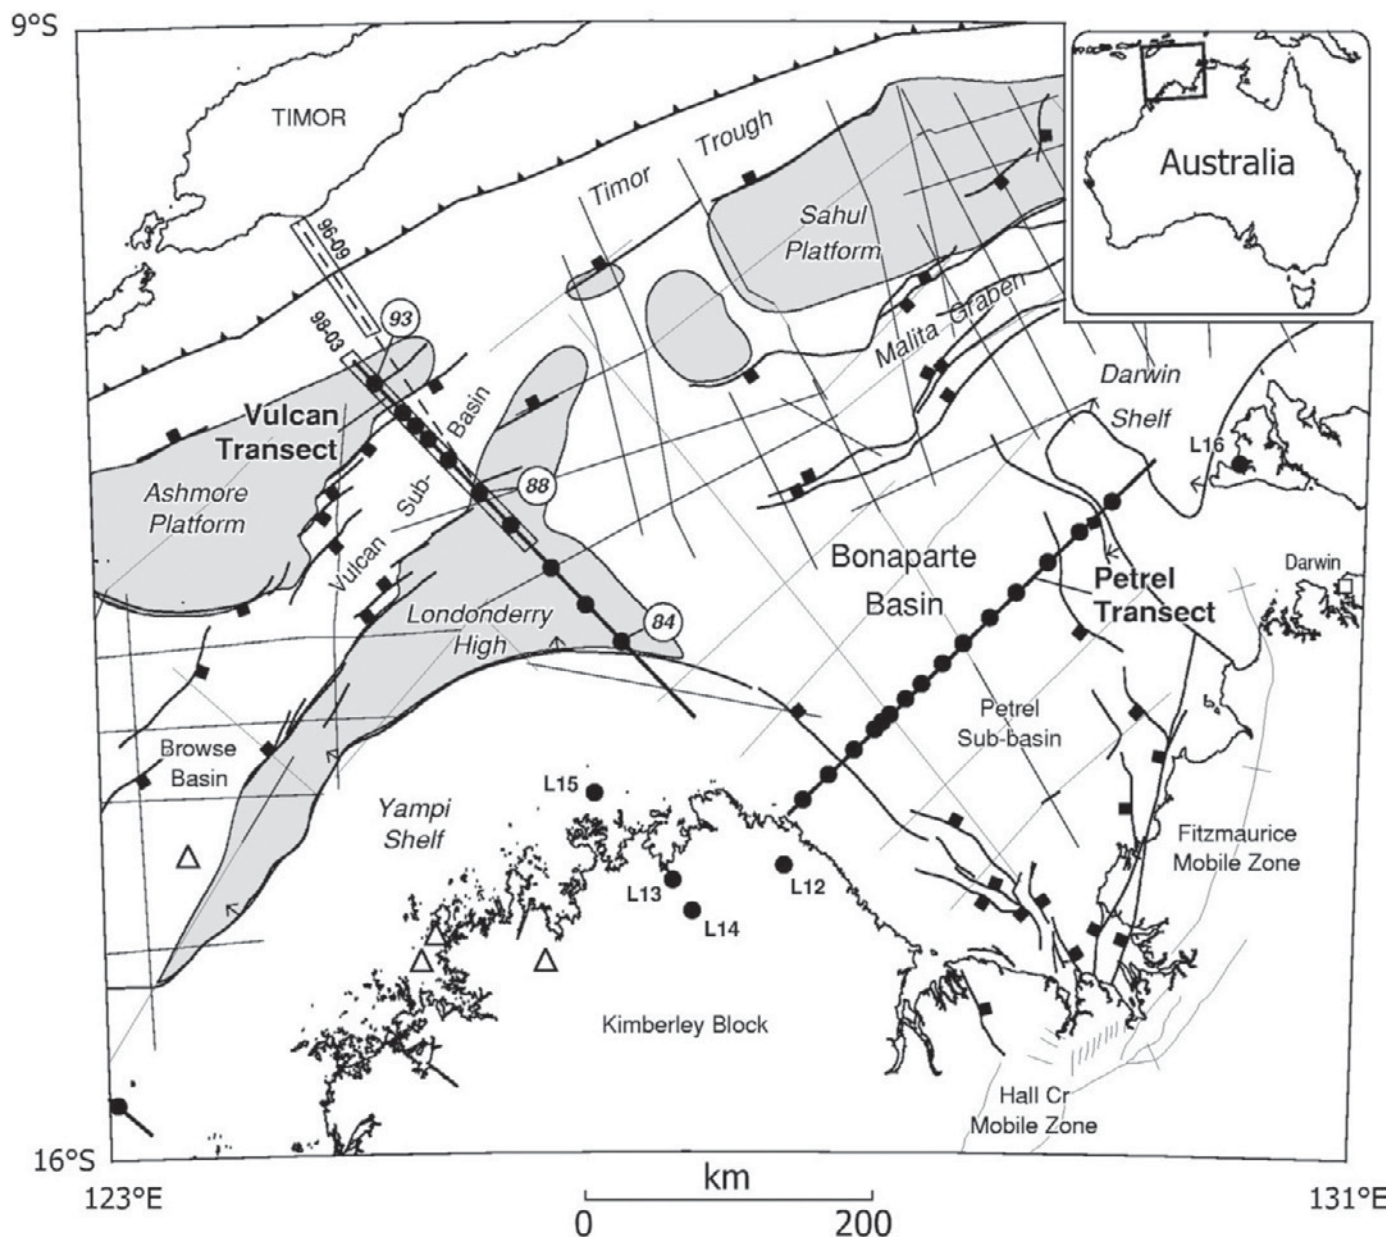 9°S
TIMOR
Timor
Trough
Sahul
Platform
Australia
96-09
98-03
93
Malita Graben
Darwin
Shelf
L16
Vulcan
Transect
Basin
Sub-
Vulcan
88
Ashmore
Platform
Bonaparte
Basin
Petrel
Transect
Darwin
Londonderry
High
84
Petrel
Sub-basin
Browse
Basin
Yampi
Shelf
L15
L13
L14
L12
Fitzmaurice
Mobile Zone
Kimberley Block
Hall Cr
Mobile Zone
16°S
123°E
km
0
200
131°E